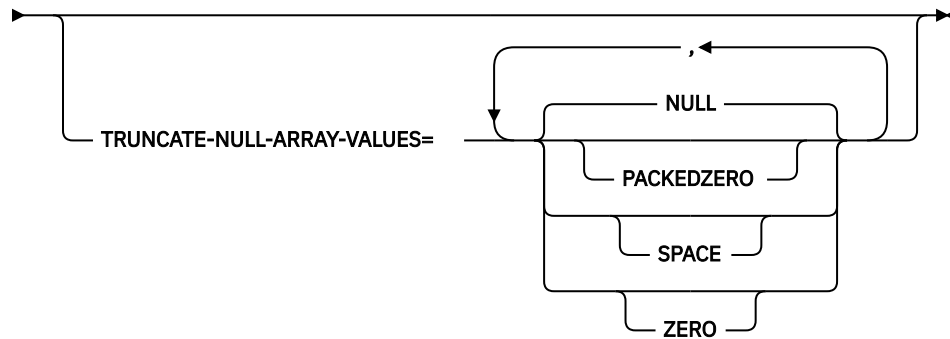 ,
NULL
TRUNCATE-NULL-ARRAY-VALUES=
PACKEDZERO
SPACE
ZERO